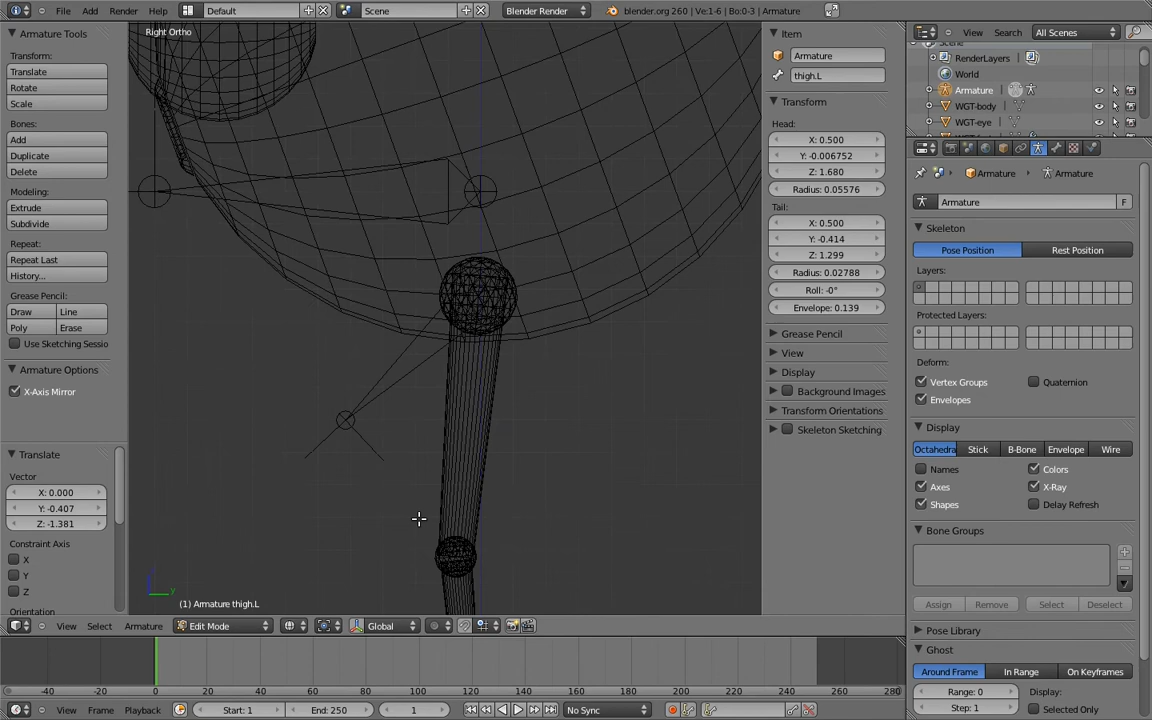 File Add Render Help Default Scene Blender Render blender.org 260 | Ve:1-6 | Bo:0-3 | Armature
Armature Tools
Transform:
Translate
Rotate
Scale
Bones:
Add
Duplicate
Delete
Modeling:
Extrude
Subdivide
Repeat:
Repeat Last
History...
Grease Pencil:
Draw Line
Poly Erase
Use Sketching Sessio
Armature Options
X-Axis Mirror
Translate
Vector
X: 0.000
Y: -0.407
Z: -1.381
Constraint Axis
X
Y
Z
Orientation
Right Ortho
y
(1) Armature thigh.L
Item
Armature
thigh.L
Transform
Head:
X: 0.500
Y: -0.006752
Z: 1.680
Radius: 0.05576
Tail:
X: 0.500
Y: -0.414
Z: 1.299
Radius: 0.02788
Roll: -0°
Envelope: 0.139
Grease Pencil
View
Display
Background Images
Transform Orientations
Skeleton Sketching
View Search All Scenes
Scene
RenderLayers
World
Armature
WGT-body
WGT-eye
Armature Armature
Armature F
Skeleton
Pose Position Rest Position
Layers:
Protected Layers:
Deform:
Vertex Groups Quaternion
Envelopes
Display
Octahedra Stick B-Bone Envelope Wire
Names Colors
Axes X-Ray
Shapes Delay Refresh
Bone Groups
Assign Remove Select Deselect
Pose Library
Ghost
Around Frame In Range On Keyframes
Range: 0 Display:
Step: 1 Selected Only
View Select Armature Edit Mode Global
-40 -20 0 20 40 60 80 100 120 140 160 180 200 220 240 260 280
View Frame Playback Start: 1 End: 250 1 No Sync